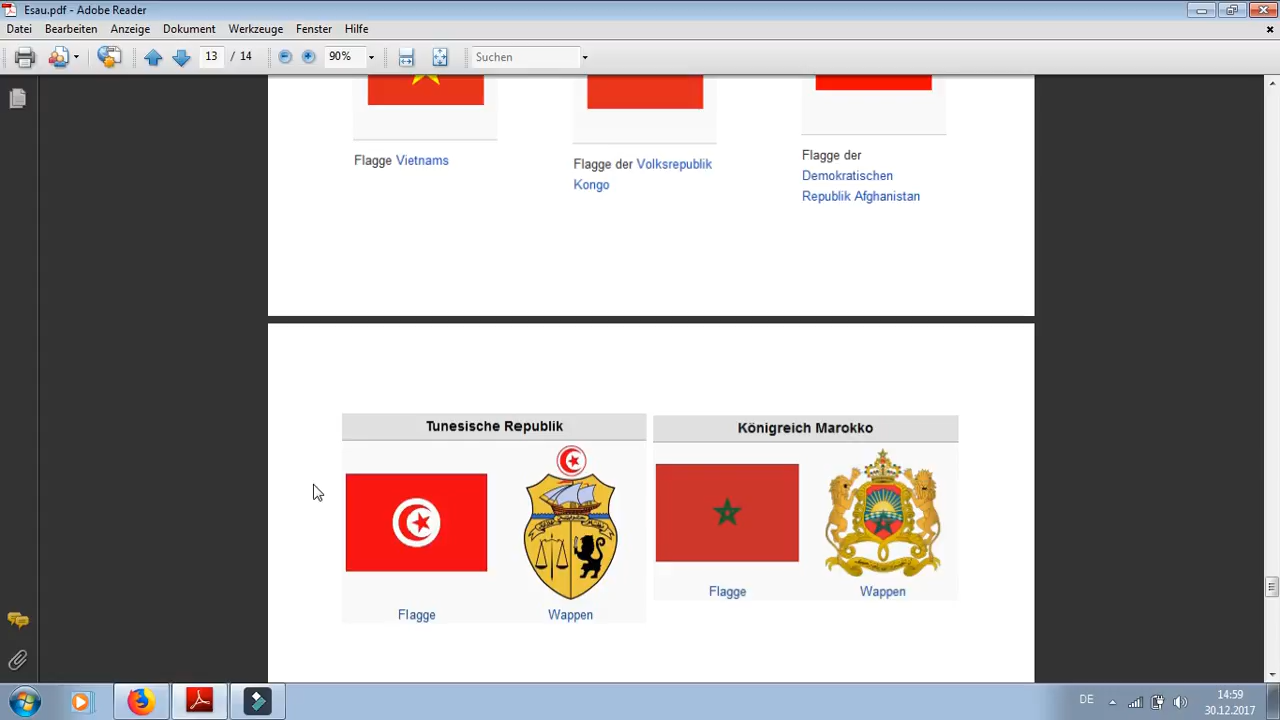 Esau.pdf - Adobe Reader
Datei Bearbeiten Anzeige Dokument Werkzeuge Fenster Hilfe
13 / 14 90% Suchen
Flagge Vietnams
Flagge der Volksrepublik
Kongo
Flagge der
Demokratischen
Republik Afghanistan
Tunesische Republik
Flagge Wappen
Königreich Marokko
Flagge Wappen
DE
14:59
30.12.2017